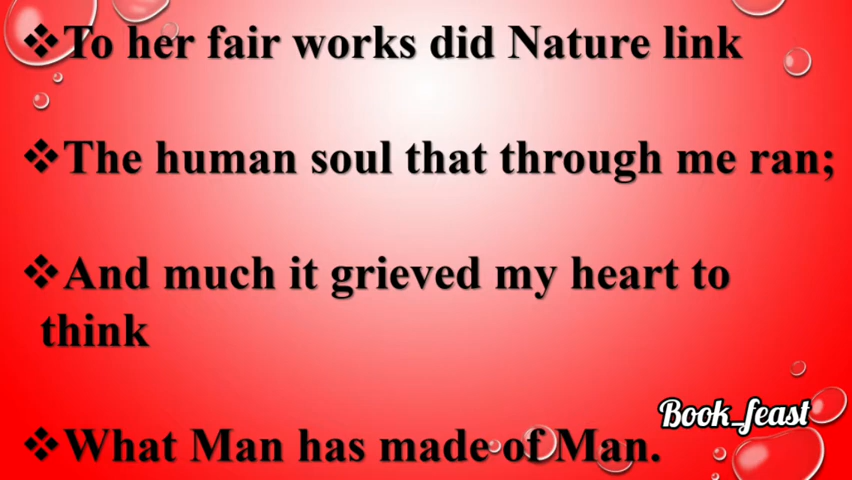 ❖To her fair works did Nature link
❖The human soul that through me ran;
❖And much it grieved my heart to
think
Book_feast
❖What Man has made of Man.